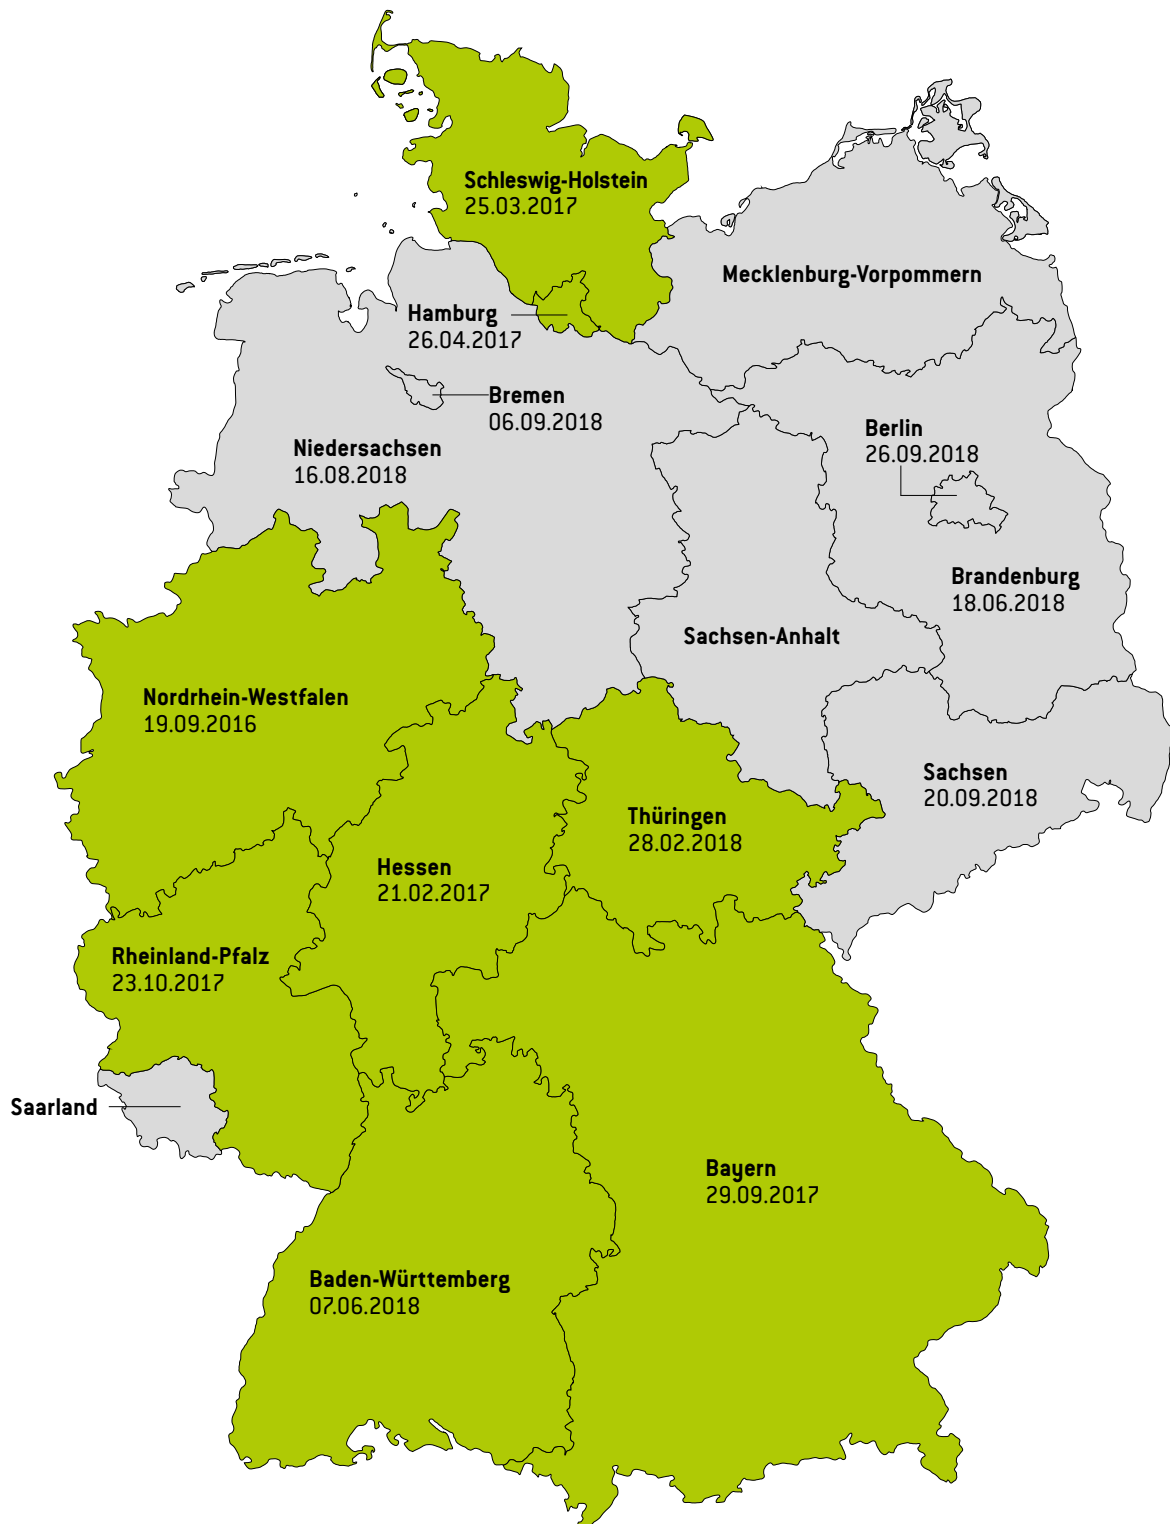 Schleswig-Holstein
25.03.2017
Mecklenburg-Vorpommern
Hamburg
26.04.2017
Bremen
06.09.2018
Berlin
26.09.2018
Niedersachsen
16.08.2018
Brandenburg
18.06.2018
Sachsen-Anhalt
Nordrhein-Westfalen
19.09.2016
Sachsen
20.09.2018
Thüringen
28.02.2018
Hessen
21.02.2017
Rheinland-Pfalz
23.10.2017
Saarland
Bayern
29.09.2017
Baden-Württemberg
07.06.2018